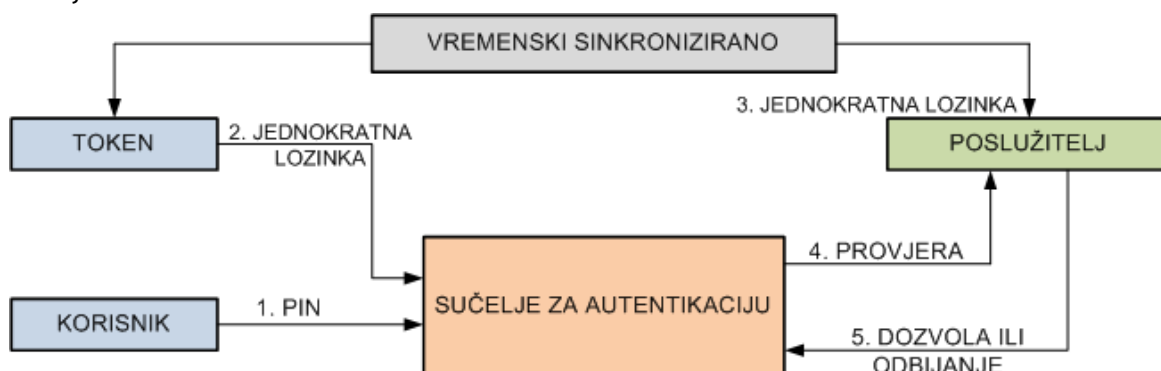 VREMENSKI SINKRONIZIRANO
3. JEDNOKRATNA LOZINKA
TOKEN
2. JEDNOKRATNA
LOZINKA
POSLUŽITELJ
4. PROVJERA
SUČELJE ZA AUTENTIKACIJU
KORISNIK
1. PIN
5. DOZVOLA ILI
ODBIJANJE